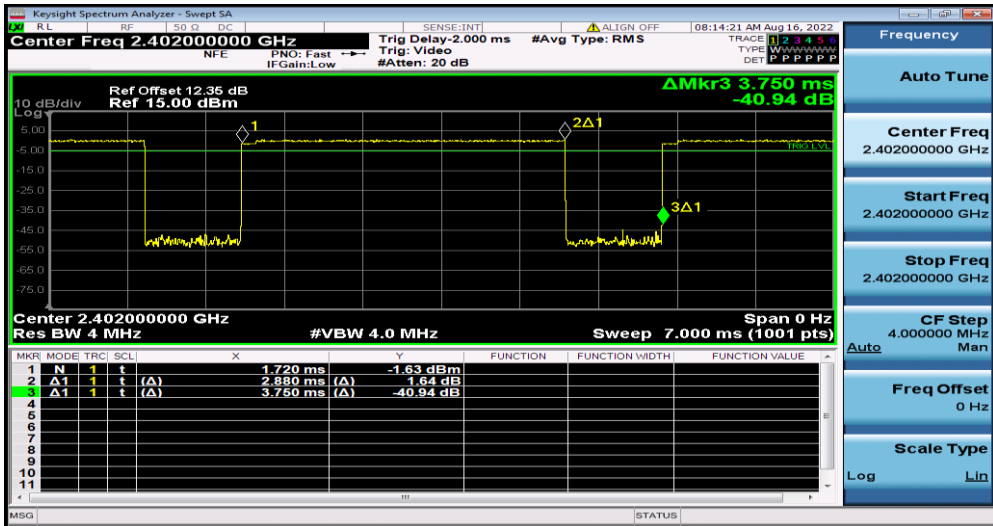 Keysight Spectrum Analyzer - Swept SA
LXI RL RF 50 Ω DC SENSE:INT ALIGN OFF 08:14:21 AM Aug 16, 2022
Center Freq 2.402000000 GHz
NFE
PNO: Fast
IFGain:Low
Trig Delay-2.000 ms
Trig: Video
#Atten: 20 dB
#Avg Type: RMS
TRACE 1 2 3 4 5 6
TYPE WWWWWW
DET P P P P P P
ΔMkr3 3.750 ms
-40.94 dB
Ref Offset 12.35 dB
10 dB/div Ref 15.00 dBm
Log
5.00
-5.00
-15.0
-25.0
-35.0
-45.0
-55.0
-65.0
-75.0
1
2Δ1
3Δ1
TRIG LVL
Center 2.402000000 GHz Span 0 Hz
Res BW 4 MHz #VBW 4.0 MHz Sweep 7.000 ms (1001 pts)
MKR MODE TRC SCL X Y FUNCTION FUNCTION WIDTH FUNCTION VALUE
1 N 1 t 1.720 ms -1.63 dBm
2 Δ1 1 t (Δ) 2.880 ms (Δ) 1.64 dB
3 Δ1 1 t (Δ) 3.750 ms (Δ) -40.94 dB
4
5
6
7
8
9
10
11
MSG STATUS
Frequency
Auto Tune
Center Freq
2.402000000 GHz
Start Freq
2.402000000 GHz
Stop Freq
2.402000000 GHz
CF Step
4.000000 MHz
Auto Man
Freq Offset
0 Hz
Scale Type
Log Lin